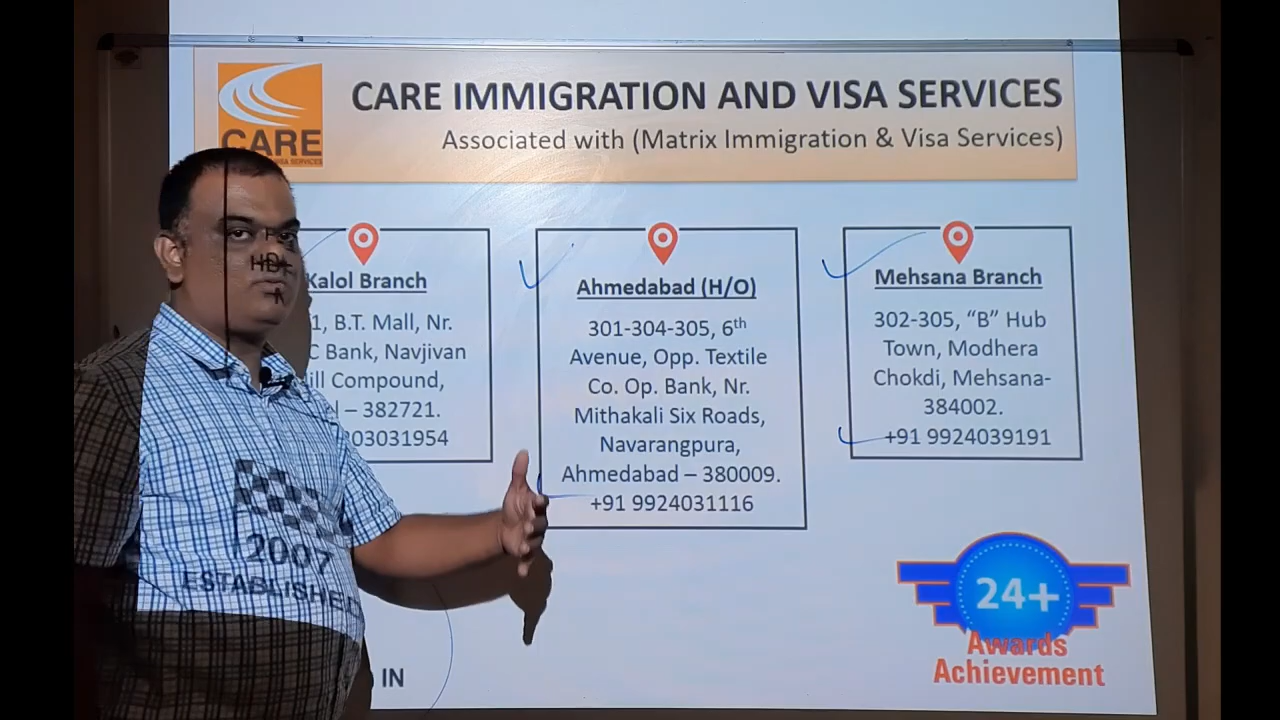 CARE IMMIGRATION AND VISA SERVICES
Associated with (Matrix Immigration & Visa Services)
CARE
VISA SERVICES
Kalol Branch
1, B.T. Mall, Nr.
Bank, Navjivan
Compound,
– 382721.
03031954
Ahmedabad (H/O)
301-304-305, 6th
Avenue, Opp. Textile
Co. Op. Bank, Nr.
Mithakali Six Roads,
Navarangpura,
Ahmedabad – 380009.
+91 9924031116
Mehsana Branch
302-305, “B” Hub
Town, Modhera
Chokdi, Mehsana-
384002.
+91 9924039191
2007
ESTABLISHED
IN
24+
Awards
Achievement